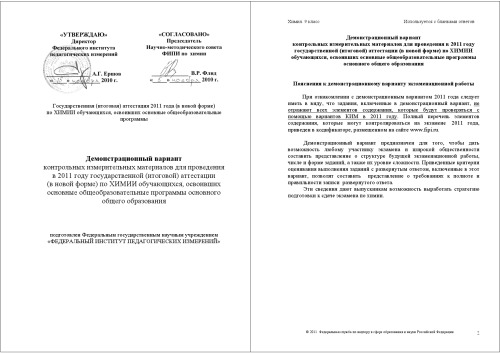 «УТВЕРЖДАЮ»
Директор
Федерального института
педагогических измерений
А.Г. Ершов
2010 г.
«СОГЛАСОВАНО»
Председатель
Научно-методического совета
ФИПИ по химии
В.Р. Флид
2010 г.
Государственная (итоговая) аттестация 2011 года (в новой форме)
по ХИМИИ обучающихся, освоивших основные общеобразовательные
программы
Демонстрационный вариант
контрольных измерительных материалов для проведения
в 2011 году государственной (итоговой) аттестации
(в новой форме) по ХИМИИ обучающихся, освоивших
основные общеобразовательные программы основного
общего образования
подготовлен Федеральным государственным научным учреждением
«ФЕДЕРАЛЬНЫЙ ИНСТИТУТ ПЕДАГОГИЧЕСКИХ ИЗМЕРЕНИЙ»
Химия. 9 класс
Используется с бланками ответов
Демонстрационный вариант
контрольных измерительных материалов для проведения в 2011 году
государственной (итоговой) аттестации (в новой форме) по ХИМИИ
обучающихся, освоивших основные общеобразовательные программы
основного общего образования
Пояснения к демонстрационному варианту экзаменационной работы
При ознакомлении с демонстрационным вариантом 2011 года следует
иметь в виду, что задания, включенные в демонстрационный вариант, не
отражают всех элементов содержания, которые будут проверяться с
помощью вариантов КИМ в 2011 году. Полный перечень элементов
содержания, которые могут контролироваться на экзамене 2011 года,
приведен в кодификаторе, размещенном на сайте www.fipi.ru.
Демонстрационный вариант предназначен для того, чтобы дать
возможность любому участнику экзамена и широкой общественности
составить представление о структуре будущей экзаменационной работы,
числе и форме заданий, а также их уровне сложности. Приведенные критерии
оценивания выполнения заданий с развернутым ответом, включенные в этот
вариант, позволят составить представление о требованиях к полноте и
правильности записи развернутого ответа.
Эти сведения дают выпускникам возможность выработать стратегию
подготовки к сдаче экзамена по химии.
© 2011 Федеральная служба по надзору в сфере образования и науки Российской Федерации
2